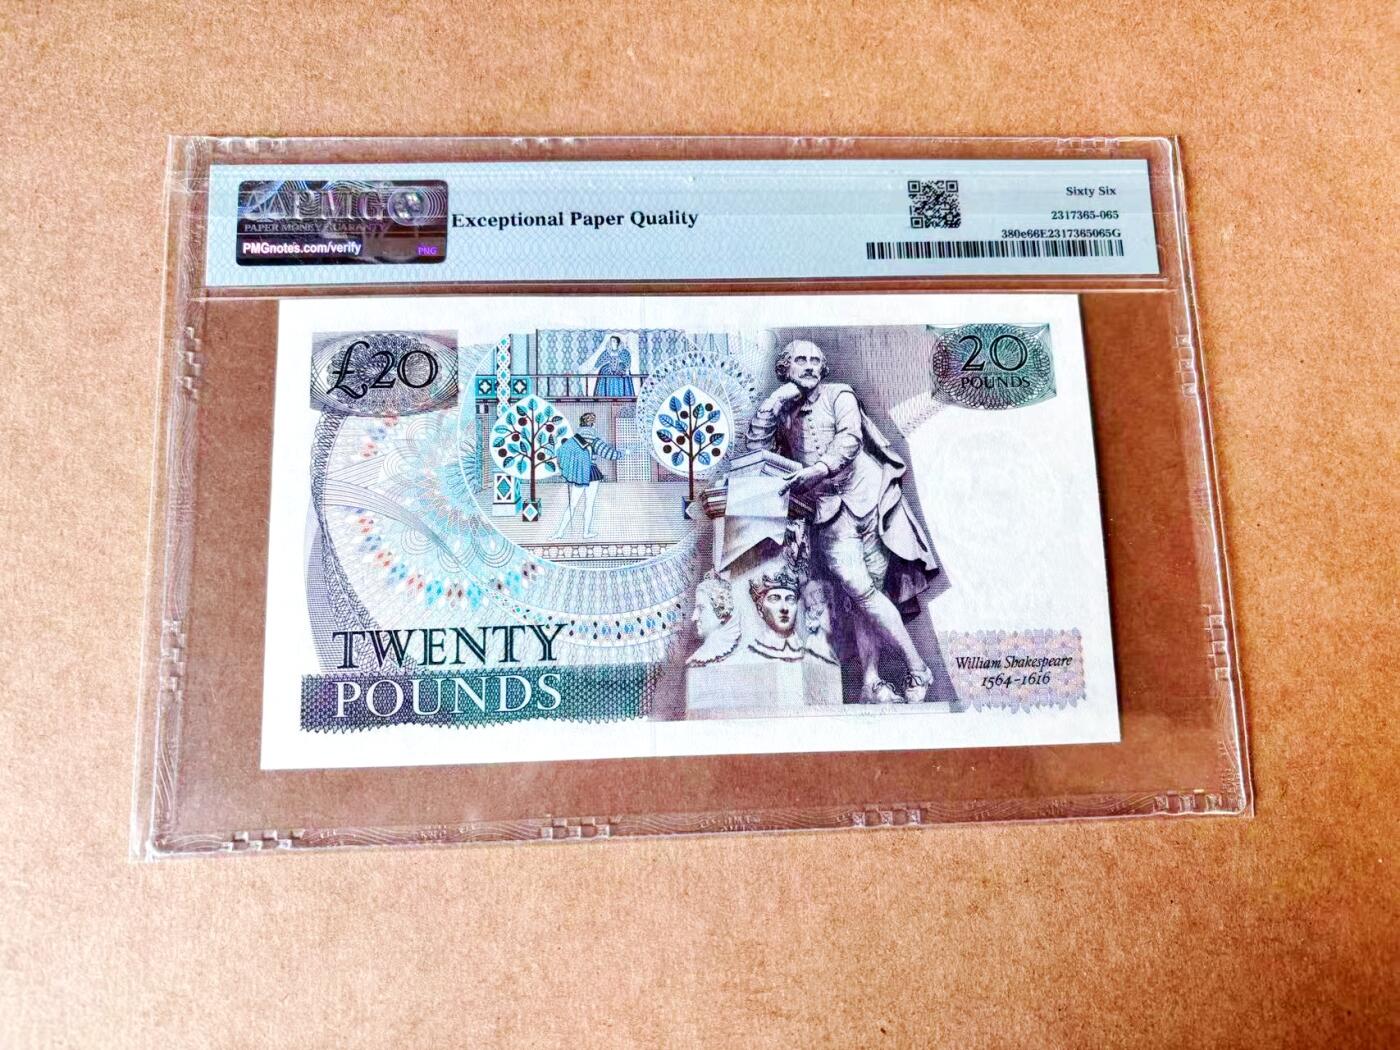 PMG
PAPER MONEY GUARANTY
PMGnotes.com/verify
PMG
Exceptional Paper Quality
Sixty Six
2317365-065
380e66E2317365065G
£20
20
POUNDS
TWENTY
POUNDS
William Shakespeare
1564-1616